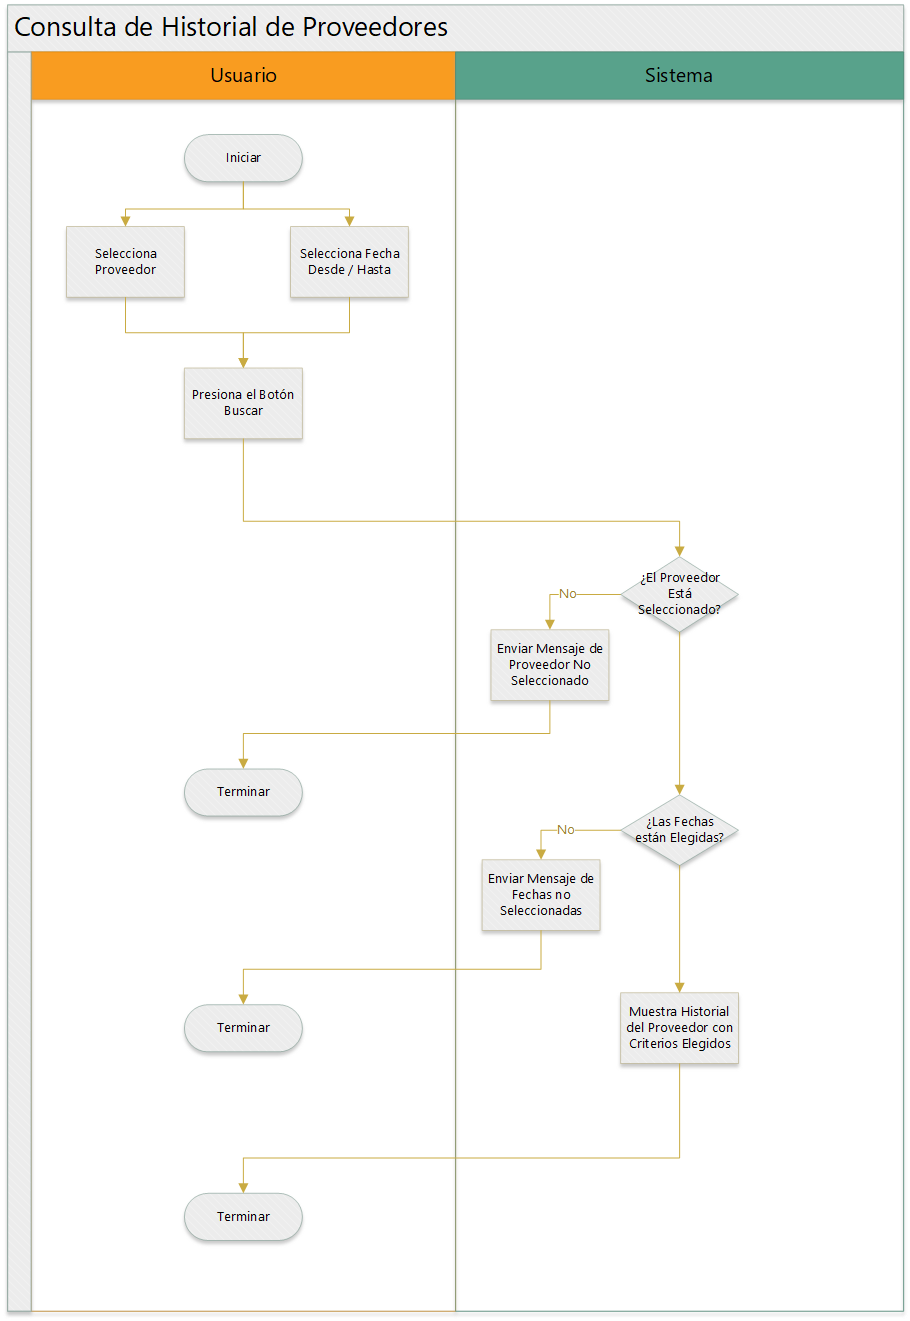 Consulta de Historial de Proveedores
Usuario
Sistema
Iniciar
Selecciona
Proveedor
Selecciona Fecha
Desde / Hasta
Presiona el Botón
Buscar
¿El Proveedor
Está
Seleccionado?
No
Enviar Mensaje de
Proveedor No
Seleccionado
Terminar
¿Las Fechas
están Elegidas?
No
Enviar Mensaje de
Fechas no
Seleccionadas
Terminar
Muestra Historial
del Proveedor con
Criterios Elegidos
Terminar